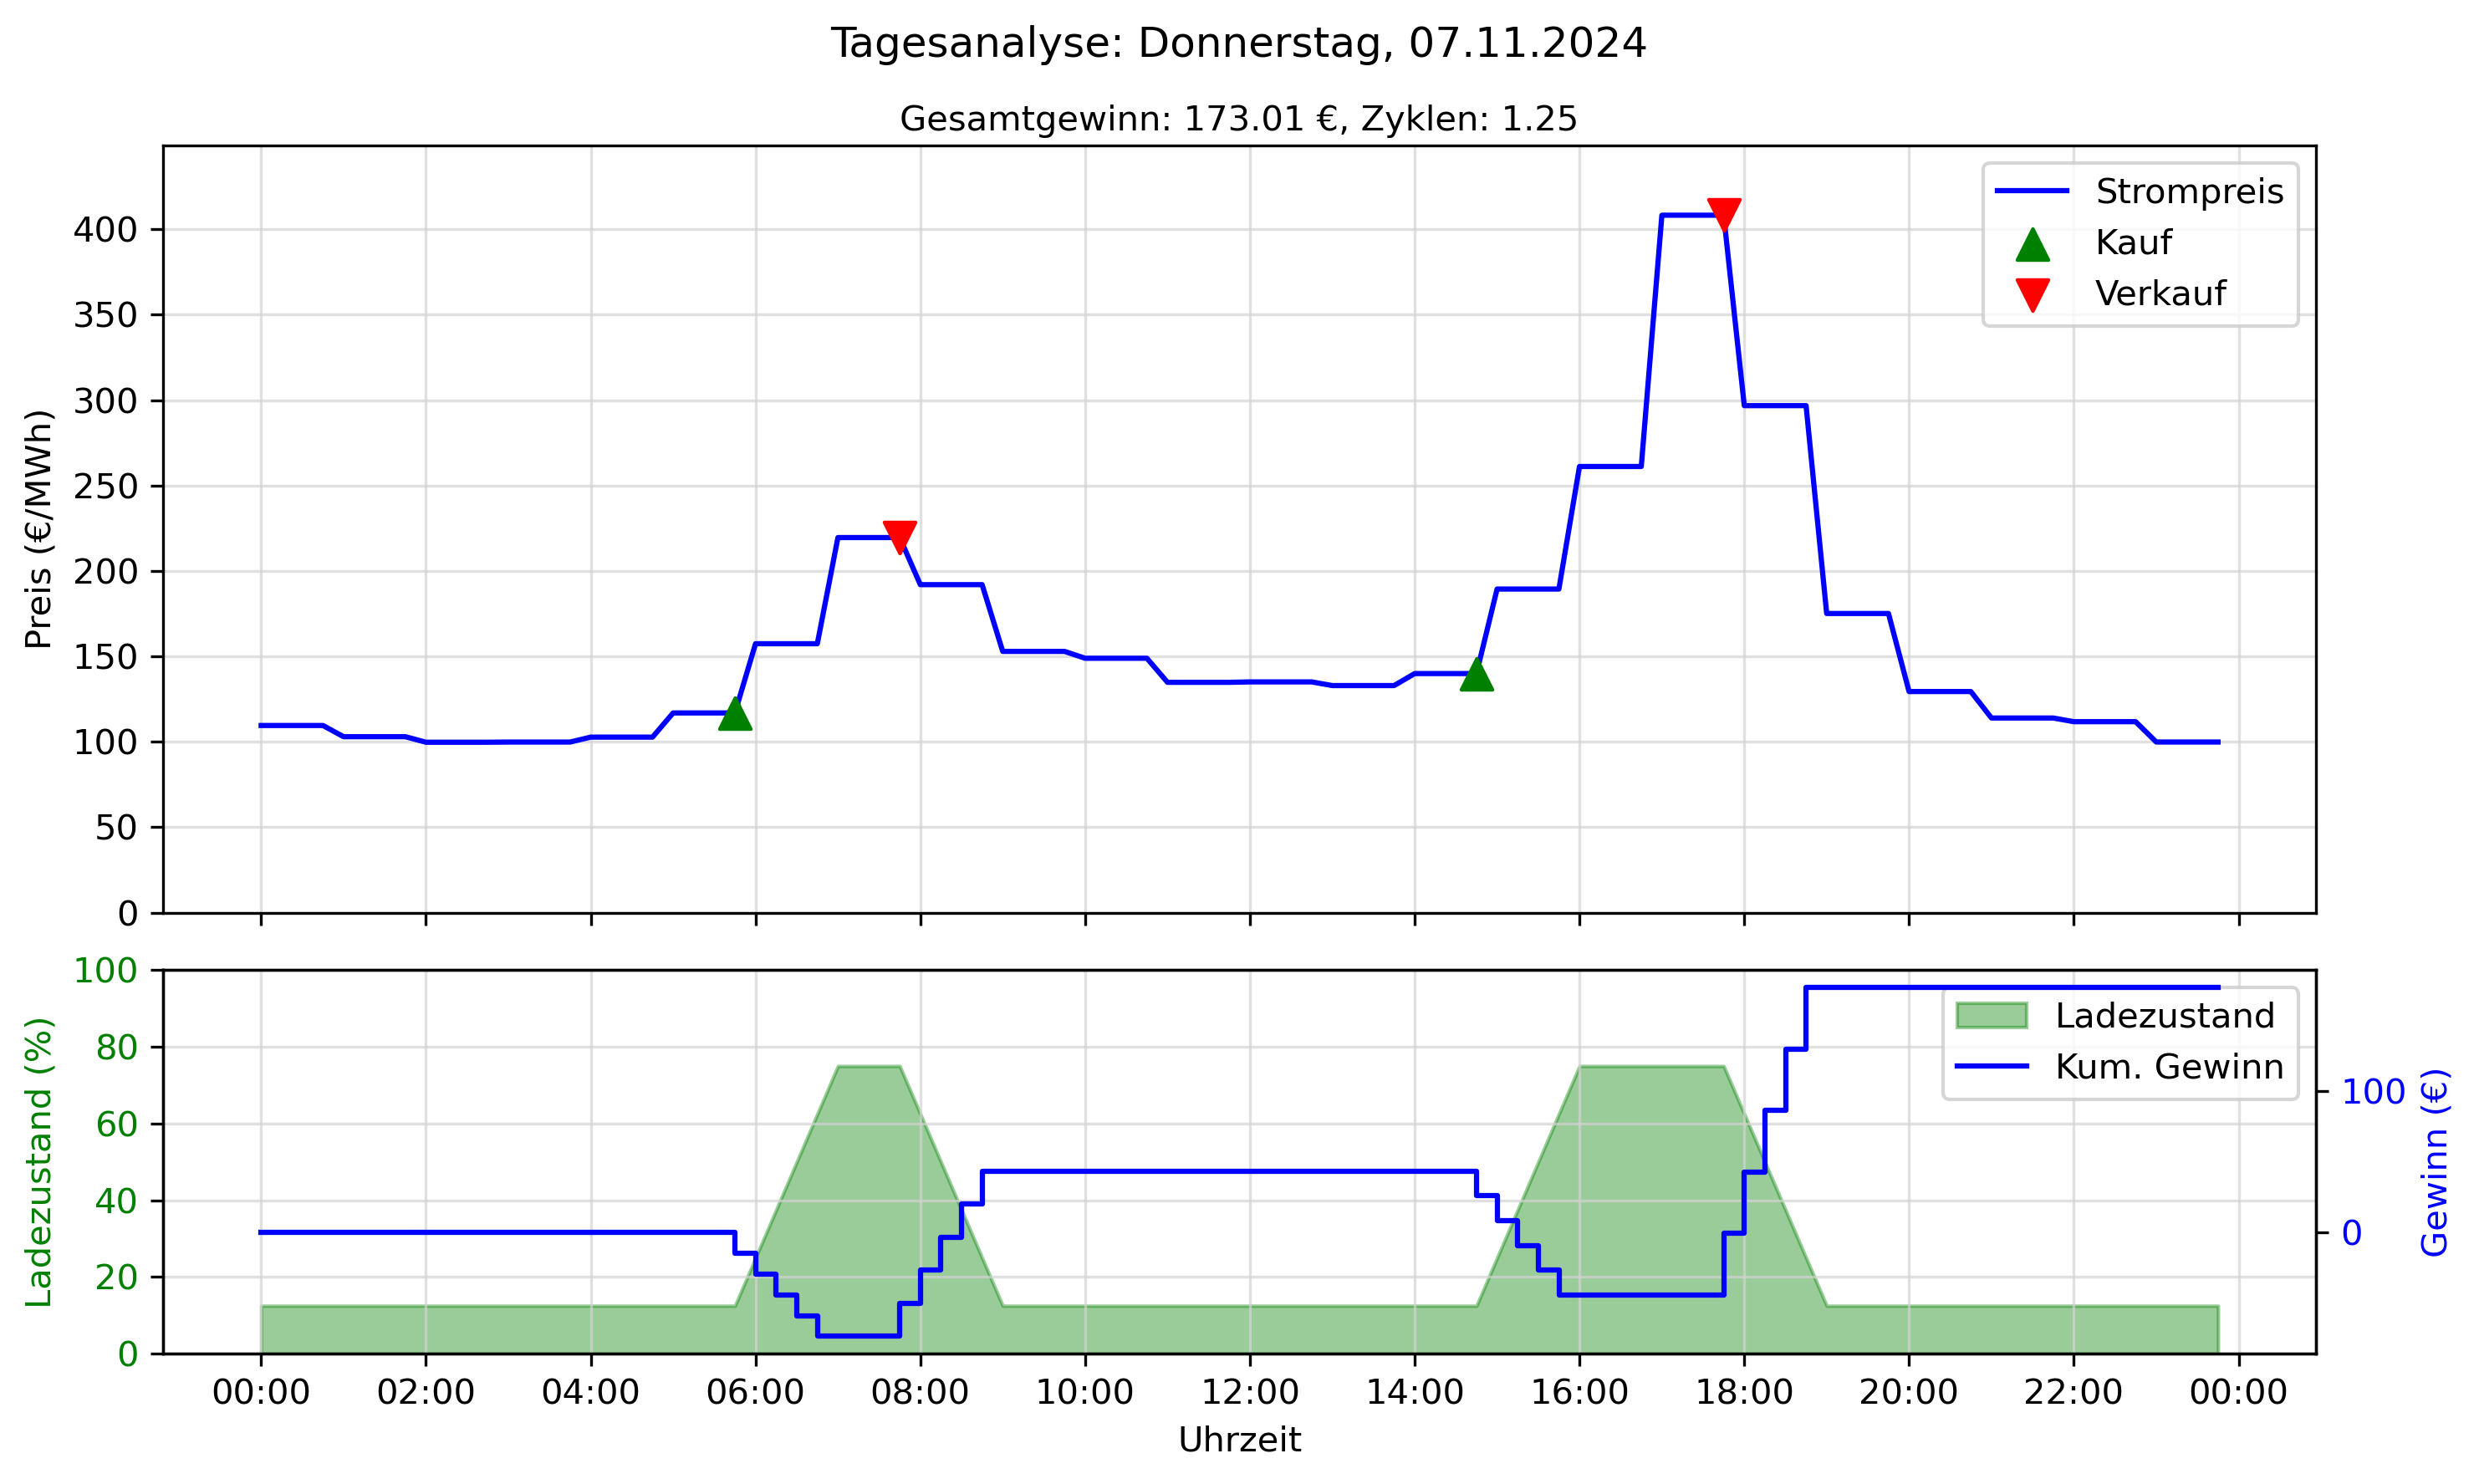 Tagesanalyse: Donnerstag, 07.11.2024
Gesamtgewinn: 173.01 €, Zyklen: 1.25
Preis (€/MWh)
400
350
300
250
200
150
100
50
0
Strompreis
Kauf
Verkauf
Ladezustand (%)
100
80
60
40
20
0
Ladezustand
Kum. Gewinn
100
0
Gewinn (€)
00:00 02:00 04:00 06:00 08:00 10:00 12:00 14:00 16:00 18:00 20:00 22:00 00:00
Uhrzeit